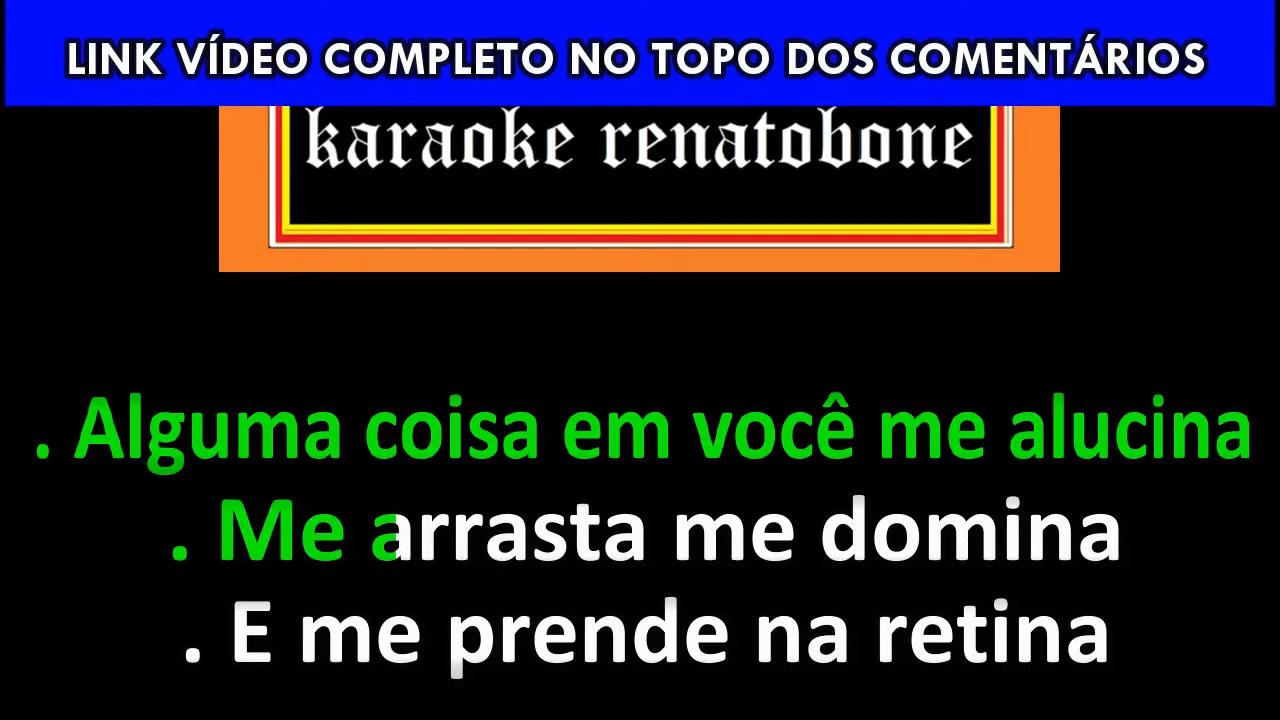 LINK VÍDEO COMPLETO NO TOPO DOS COMENTÁRIOS
karaoke renatobone
. Alguma coisa em você me alucina
. Me arrasta me domina
. E me prende na retina